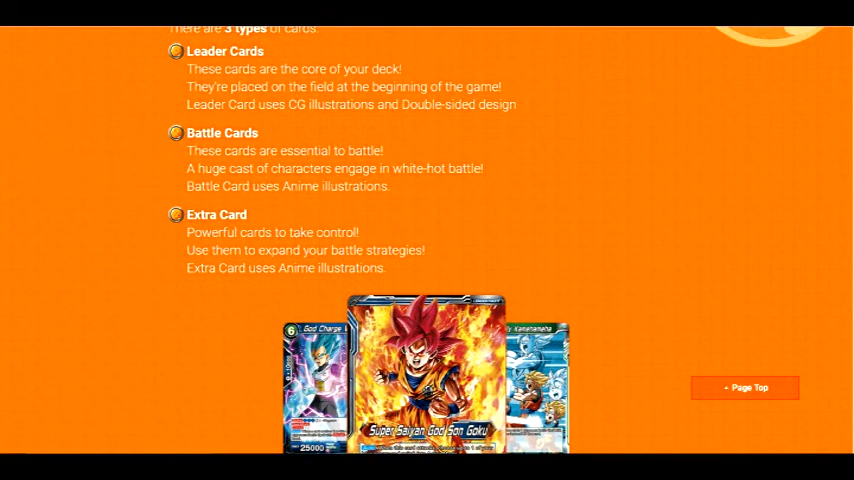 There are 3 types of cards.
Leader Cards
These cards are the core of your deck!
They're placed on the field at the beginning of the game!
Leader Card uses CG illustrations and Double-sided design
Battle Cards
These cards are essential to battle!
A huge cast of characters engage in white-hot battle!
Battle Card uses Anime illustrations.
Extra Card
Powerful cards to take control!
Use them to expand your battle strategies!
Extra Card uses Anime illustrations.
6 God Charge
25000
Super Saiyan God Son Goku
Kamehameha
Page Top